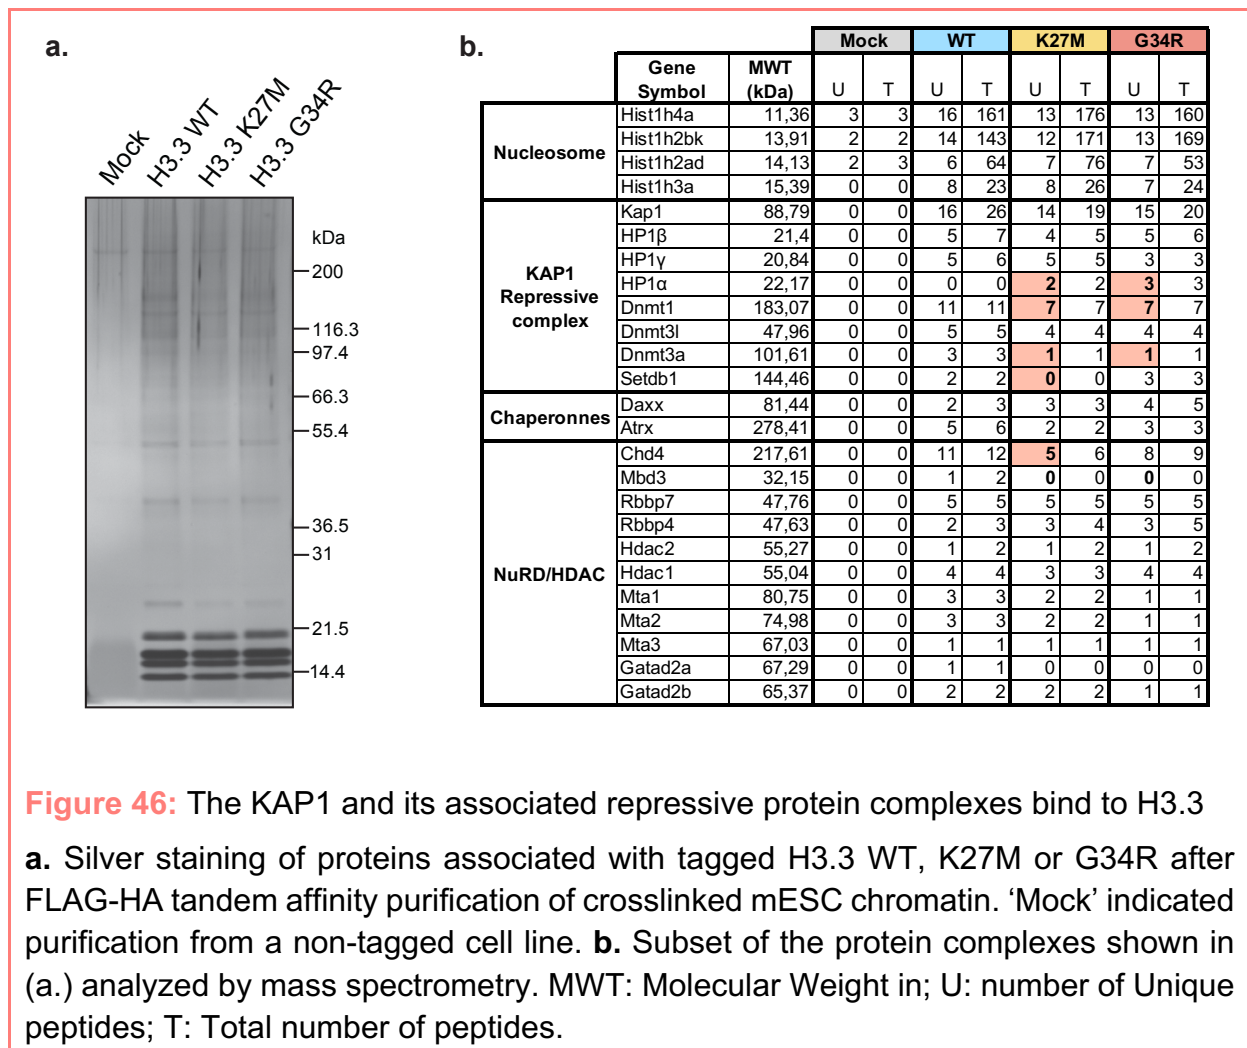 a.
Mock
H3.3 WT
H3.3 K27M
H3.3 G34R
kDa
200
116.3
97.4
66.3
55.4
36.5
31
21.5
14.4
b.
Mock WT K27M G34R
Gene Symbol MWT (kDa) U T U T U T U T
Nucleosome
Hist1h4a 11,36 3 3 16 161 13 176 13 160
Hist1h2bk 13,91 2 2 14 143 12 171 13 169
Hist1h2ad 14,13 2 3 6 64 7 76 7 53
Hist1h3a 15,39 0 0 8 23 8 26 7 24
KAP1 Repressive complex
Kap1 88,79 0 0 16 26 14 19 15 20
HP1β 21,4 0 0 5 7 4 5 5 6
HP1γ 20,84 0 0 5 6 5 5 3 3
HP1α 22,17 0 0 0 0 2 2 3 3
Dnmt1 183,07 0 0 11 11 7 7 7 7
Dnmt3l 47,96 0 0 5 5 4 4 4 4
Dnmt3a 101,61 0 0 3 3 1 1 1 1
Setdb1 144,46 0 0 2 2 0 0 3 3
Chaperonnes
Daxx 81,44 0 0 2 3 3 3 4 5
Atrx 278,41 0 0 5 6 2 2 3 3
NuRD/HDAC
Chd4 217,61 0 0 11 12 5 6 8 9
Mbd3 32,15 0 0 1 2 0 0 0 0
Rbbp7 47,76 0 0 5 5 5 5 5 5
Rbbp4 47,63 0 0 2 3 3 4 3 5
Hdac2 55,27 0 0 1 2 1 2 1 2
Hdac1 55,04 0 0 4 4 3 3 4 4
Mta1 80,75 0 0 3 3 2 2 1 1
Mta2 74,98 0 0 3 3 2 2 1 1
Mta3 67,03 0 0 1 1 1 1 1 1
Gatad2a 67,29 0 0 1 1 0 0 0 0
Gatad2b 65,37 0 0 2 2 2 2 1 1
Figure 46: The KAP1 and its associated repressive protein complexes bind to H3.3
a. Silver staining of proteins associated with tagged H3.3 WT, K27M or G34R after
FLAG-HA tandem affinity purification of crosslinked mESC chromatin. ‘Mock’ indicated
purification from a non-tagged cell line. b. Subset of the protein complexes shown in
(a.) analyzed by mass spectrometry. MWT: Molecular Weight in; U: number of Unique
peptides; T: Total number of peptides.